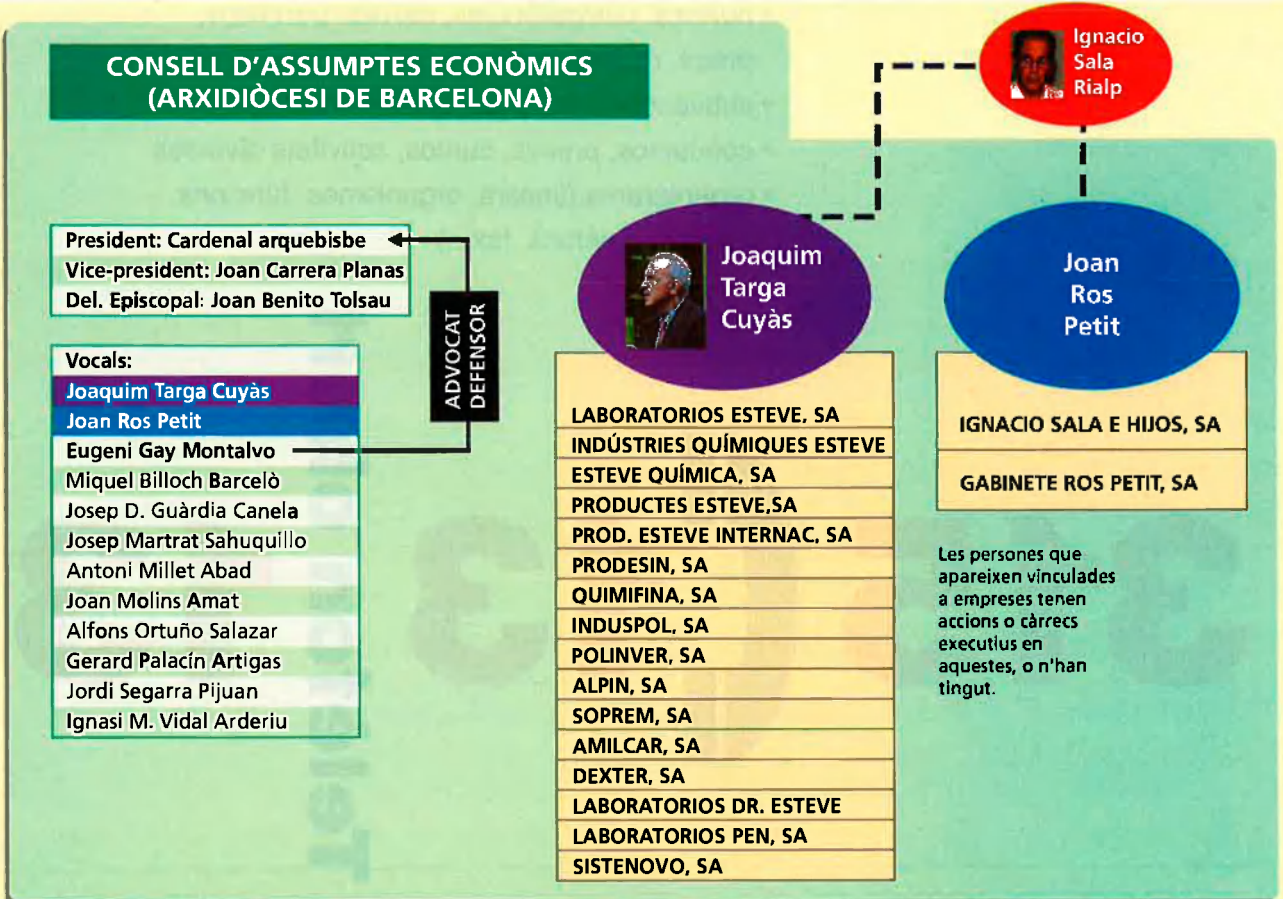 CONSELL D'ASSUMPTES ECONÒMICS
(ARXIDIÒCESI DE BARCELONA)
Ignacio
Sala
Rialp
President: Cardenal arquebisbe
Vice-president: Joan Carrera Planas
Del. Episcopal: Joan Benito Tolsau
ADVOCAT
DEFENSOR
Vocals:
Joaquim Targa Cuyàs
Joan Ros Petit
Eugeni Gay Montalvo
Miquel Billoch Barcelò
Josep D. Guàrdia Canela
Josep Martrat Sahuquillo
Antoni Millet Abad
Joan Molins Amat
Alfons Ortuño Salazar
Gerard Palacín Artigas
Jordi Segarra Pijuan
Ignasi M. Vidal Arderiu
Joaquim
Targa
Cuyàs
LABORATORIOS ESTEVE, SA
INDÚSTRIES QUÍMIQUES ESTEVE
ESTEVE QUÍMICA, SA
PRODUCTES ESTEVE,SA
PROD. ESTEVE INTERNAC, SA
PRODESIN, SA
QUIMIFINA, SA
INDUSPOL, SA
POLINVER, SA
ALPIN, SA
SOPREM, SA
AMILCAR, SA
DEXTER, SA
LABORATORIOS DR. ESTEVE
LABORATORIOS PEN, SA
SISTENOVO, SA
Joan
Ros
Petit
IGNACIO SALA E HIJOS, SA
GABINETE ROS PETIT, SA
Les persones que
apareixen vinculades
a empreses tenen
accions o càrrecs
executius en
aquestes, o n'han
tingut.